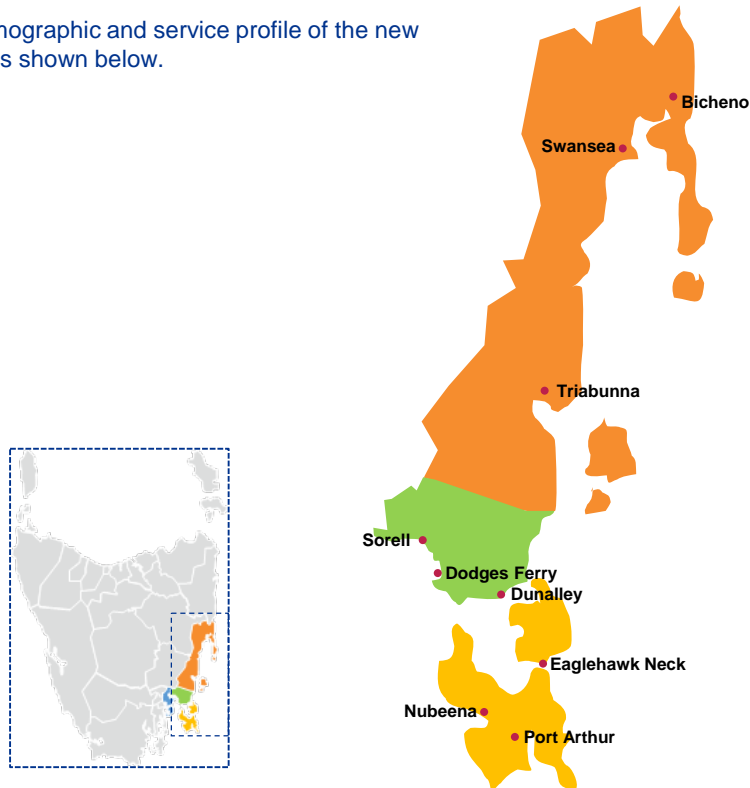 mographic and service profile of the new
s shown below.
Bicheno
Swansea
Triabunna
Sorell
Dodges Ferry
Dunalley
Eaglehawk Neck
Nubeena
Port Arthur